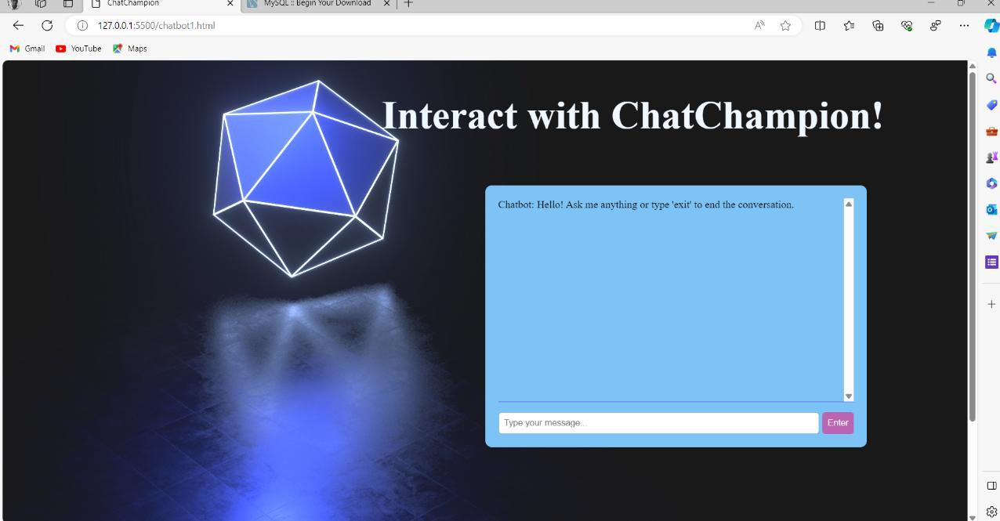 ChatChampion
MySQL :: Begin Your Download
127.0.0.1:5500/chatbot1.html
Gmail YouTube Maps
Interact with ChatChampion!
Chatbot: Hello! Ask me anything or type 'exit' to end the conversation.
Type your message...
Enter